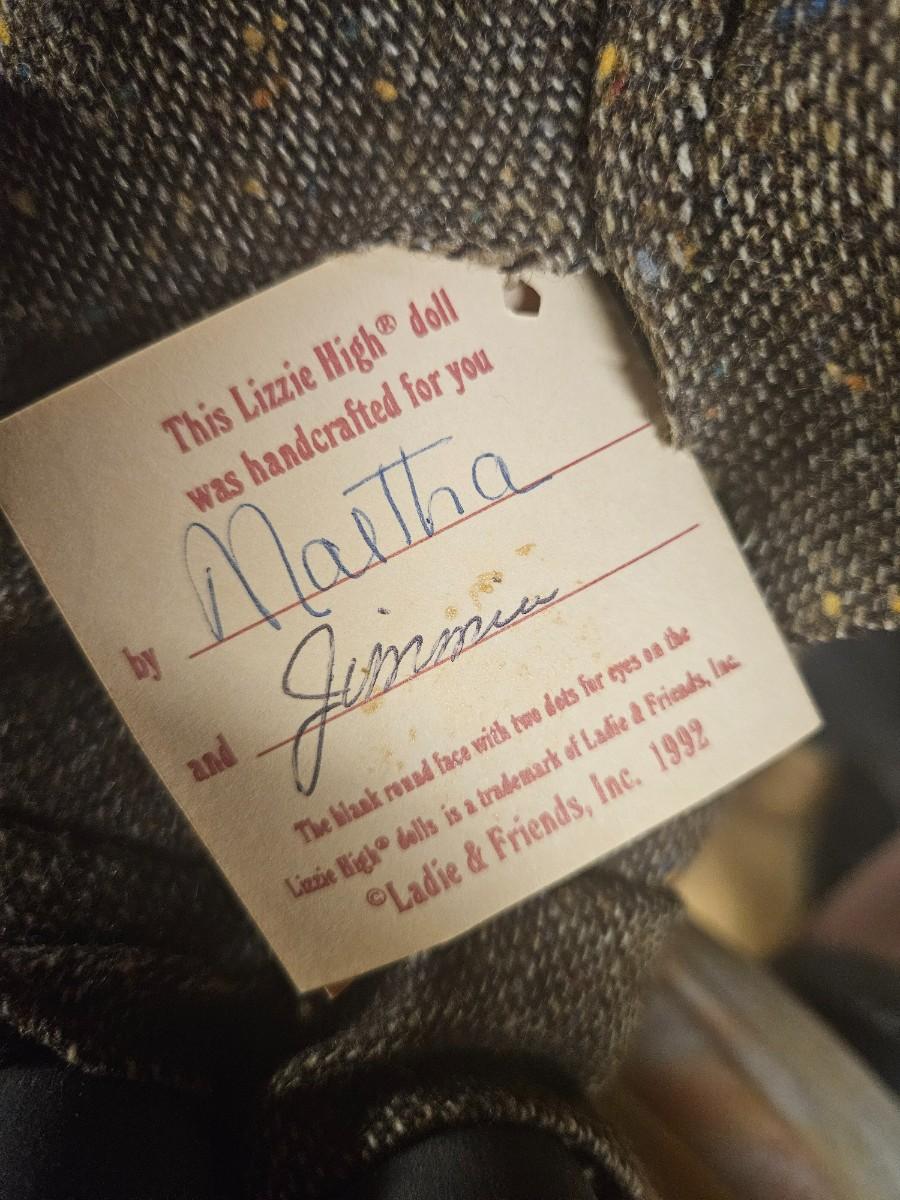 This Lizzie High® doll
was handcrafted for you
by Martha
and Jimmie
The blank round face with two dots for eyes on the
Lizzie High® dolls is a trademark of Ladie & Friends, Inc.
©Ladie & Friends, Inc. 1992